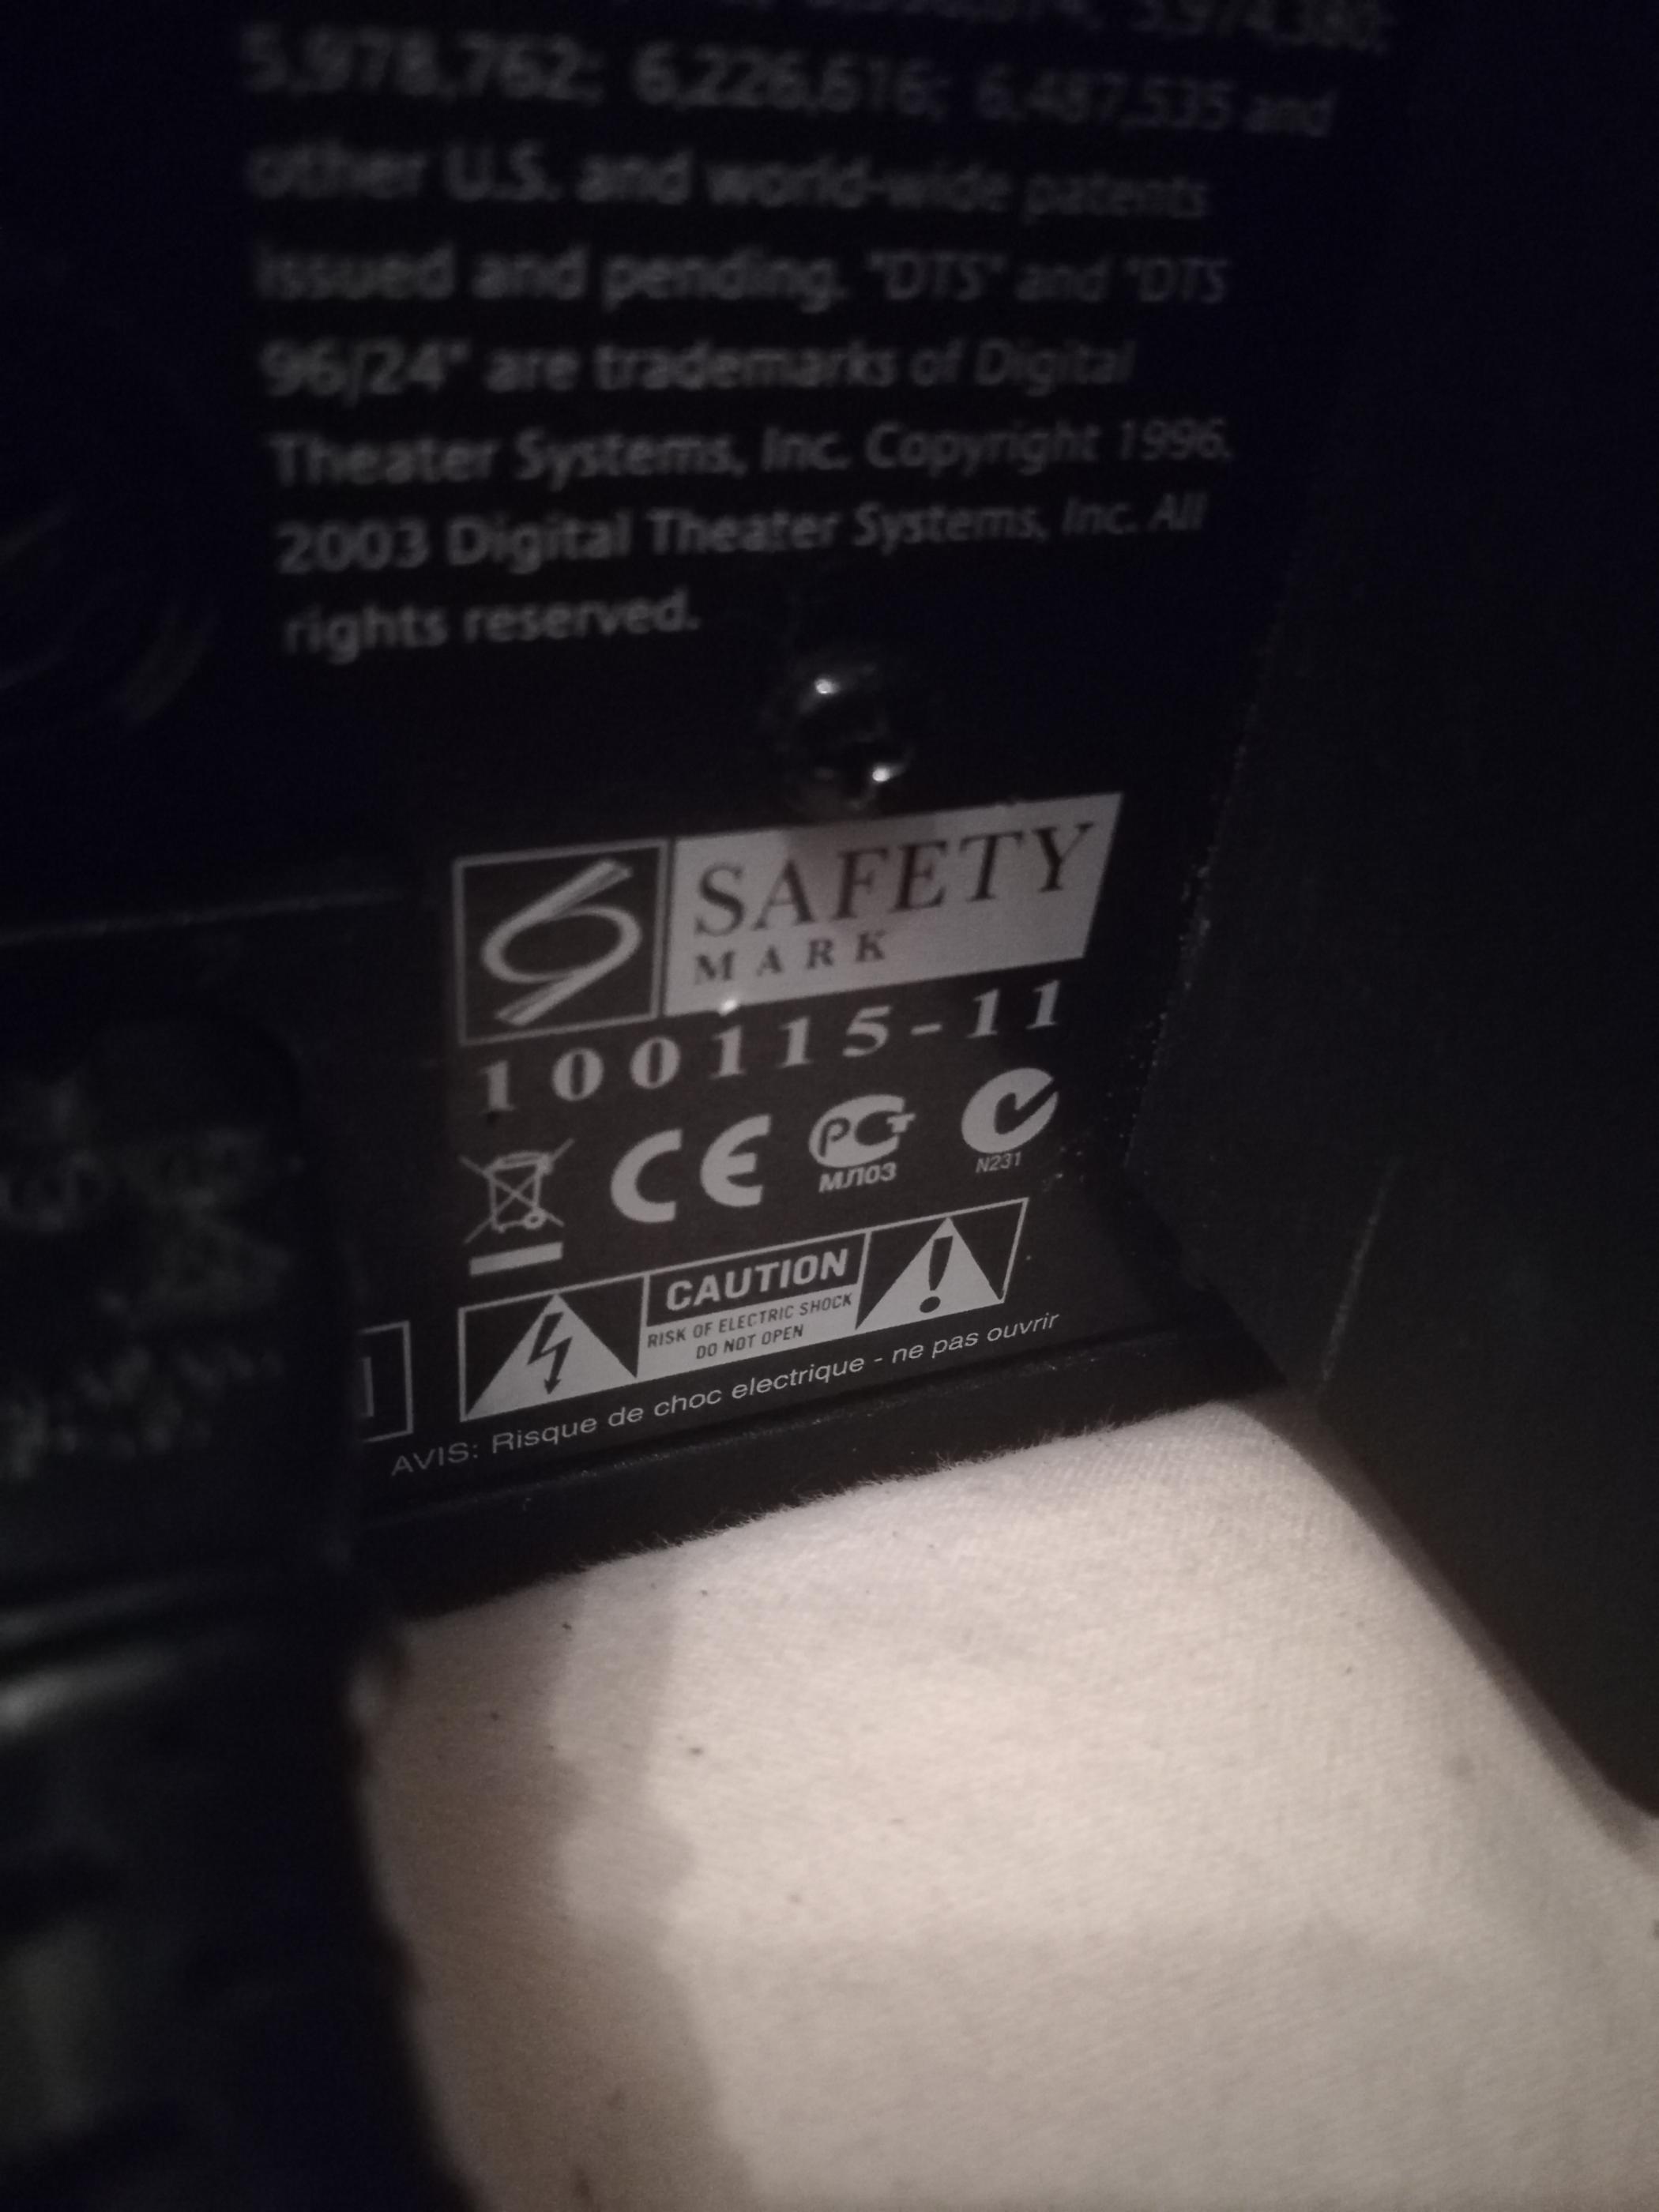 5,978,762; 6,226,616; 6,487,535 and
other U.S. and world-wide patents
issued and pending. "DTS" and "DTS
96/24" are trademarks of Digital
Theater Systems, Inc. Copyright 1996,
2003 Digital Theater Systems, Inc. All
rights reserved.
SAFETY
MARK
100115-11
CE
РСТ
МЛ03
N231
CAUTION
RISK OF ELECTRIC SHOCK
DO NOT OPEN
AVIS: Risque de choc electrique - ne pas ouvrir